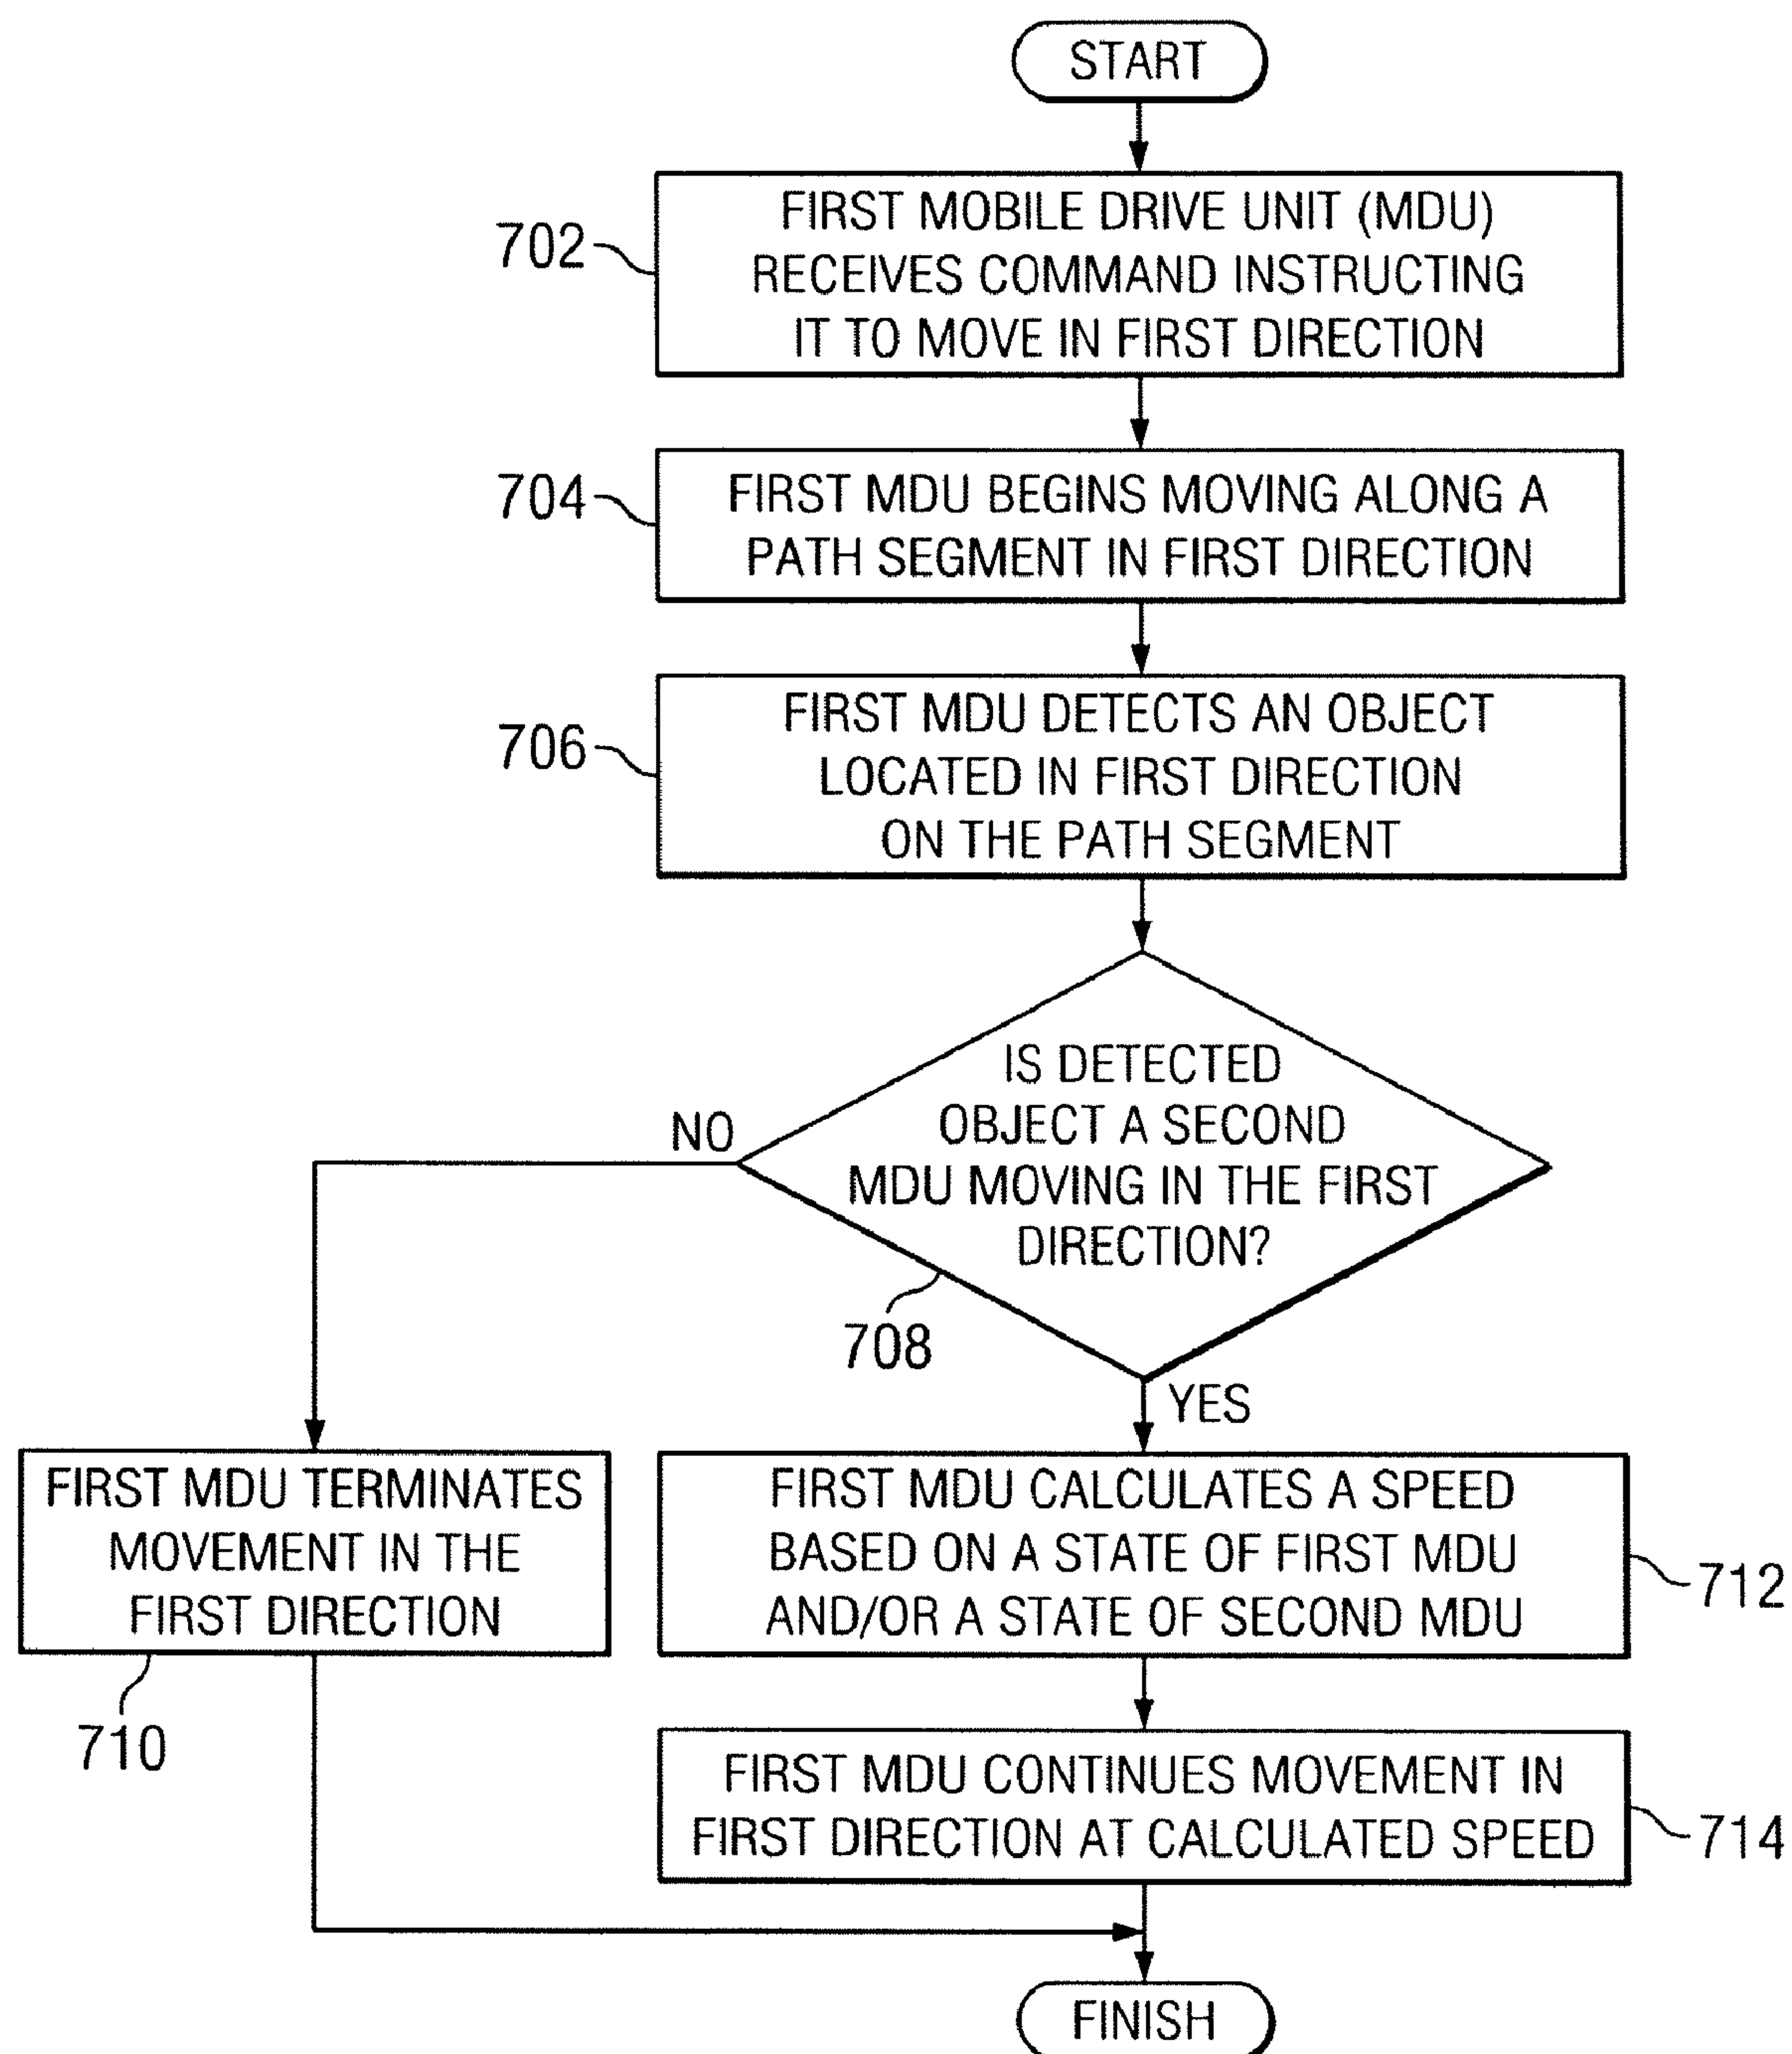 START
702
FIRST MOBILE DRIVE UNIT (MDU)
RECEIVES COMMAND INSTRUCTING
IT TO MOVE IN FIRST DIRECTION
704
FIRST MDU BEGINS MOVING ALONG A
PATH SEGMENT IN FIRST DIRECTION
706
FIRST MDU DETECTS AN OBJECT
LOCATED IN FIRST DIRECTION
ON THE PATH SEGMENT
IS DETECTED
OBJECT A SECOND
MDU MOVING IN THE FIRST
DIRECTION?
708
NO
YES
FIRST MDU TERMINATES
MOVEMENT IN THE
FIRST DIRECTION
710
FIRST MDU CALCULATES A SPEED
BASED ON A STATE OF FIRST MDU
AND/OR A STATE OF SECOND MDU
712
FIRST MDU CONTINUES MOVEMENT IN
FIRST DIRECTION AT CALCULATED SPEED
714
FINISH